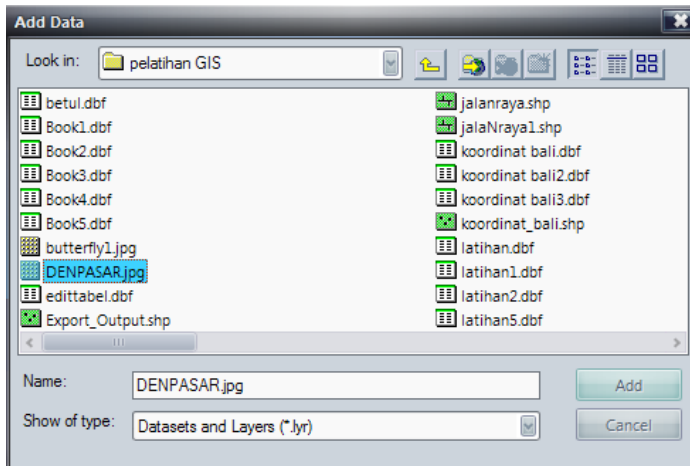 Add Data
Look in: pelatihan GIS
betul.dbf
Book1.dbf
Book2.dbf
Book3.dbf
Book4.dbf
Book5.dbf
butterfly1.jpg
DENPASAR.jpg
edittabel.dbf
Export_Output.shp
jalanraya.shp
jalaNraya1.shp
koordinat bali.dbf
koordinat bali2.dbf
koordinat bali3.dbf
koordinat_bali.shp
latihan.dbf
latihan1.dbf
latihan2.dbf
latihan5.dbf
Name: DENPASAR.jpg Add
Show of type: Datasets and Layers (*.lyr) Cancel